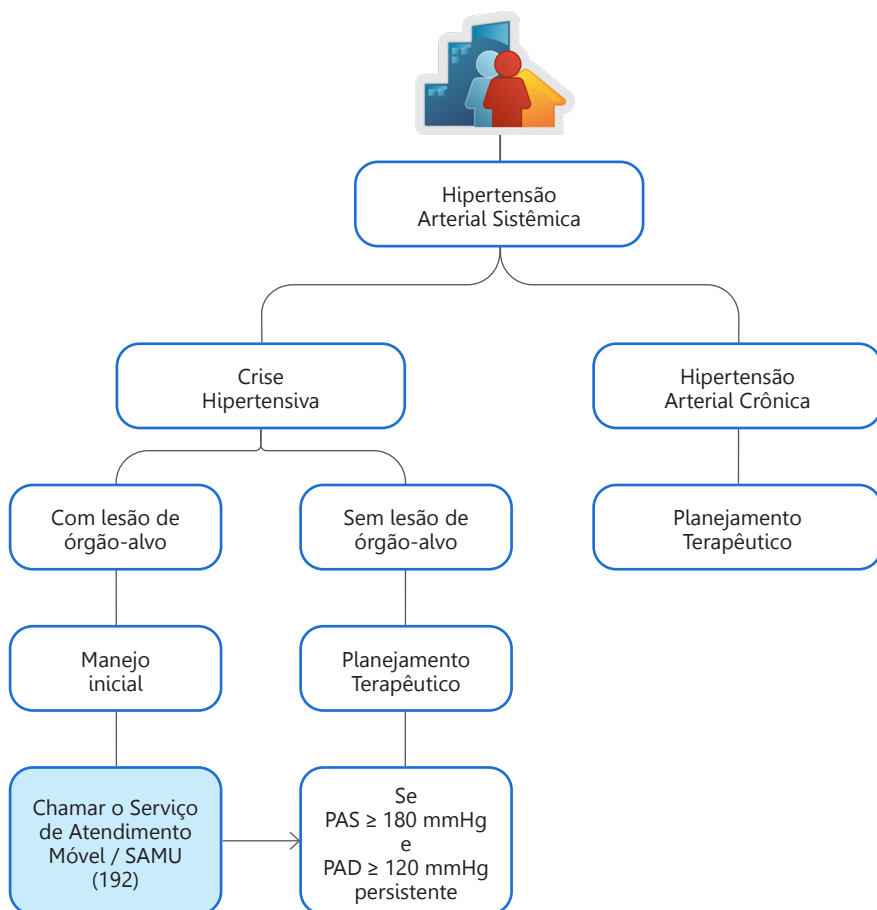 Hipertensão
Arterial Sistêmica
Crise
Hipertensiva
Hipertensão
Arterial Crônica
Com lesão de
órgão-alvo
Sem lesão de
órgão-alvo
Planejamento
Terapêutico
Manejo
inicial
Planejamento
Terapêutico
Chamar o Serviço
de Atendimento
Móvel / SAMU
(192)
Se
PAS ≥ 180 mmHg
e
PAD ≥ 120 mmHg
persistente